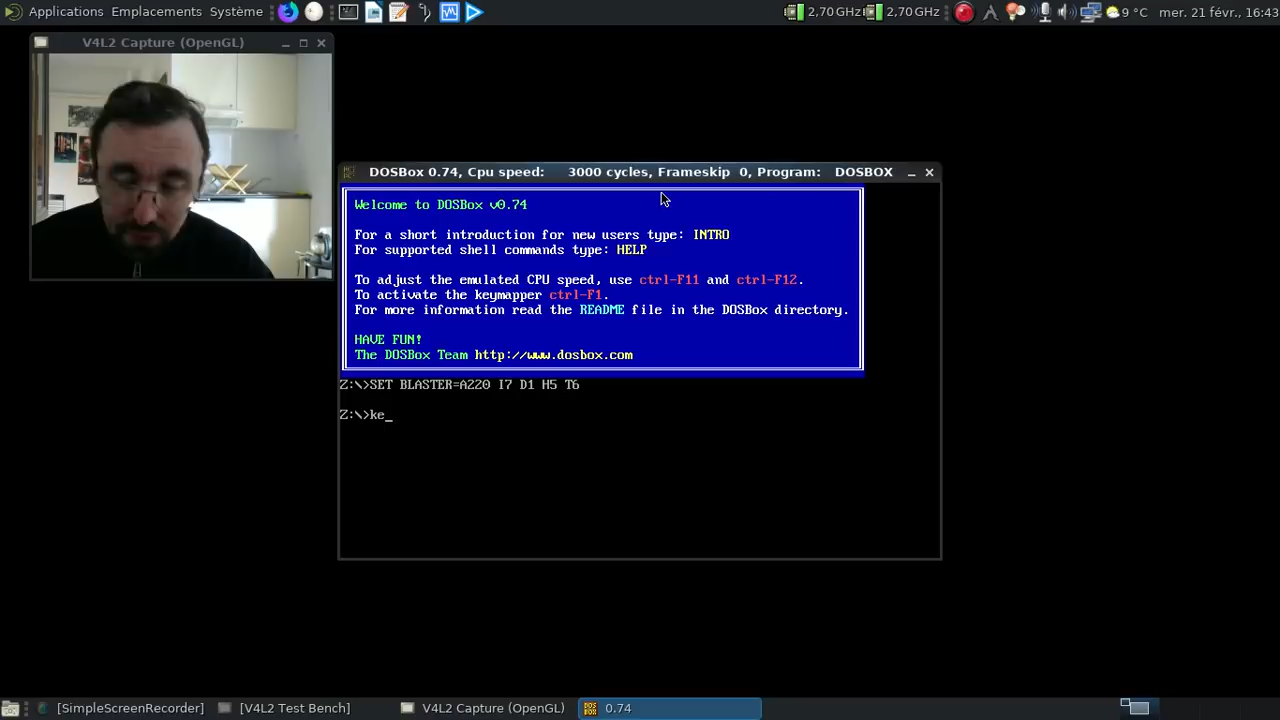 Applications Emplacements Système
2,70 GHz 2,70 GHz 9 °C mer. 21 févr., 16:43
V4L2 Capture (OpenGL)
DOSBox 0.74, Cpu speed: 3000 cycles, Frameskip 0, Program: DOSBOX
Welcome to DOSBox v0.74
For a short introduction for new users type: INTRO
For supported shell commands type: HELP
To adjust the emulated CPU speed, use ctrl-F11 and ctrl-F12.
To activate the keymapper ctrl-F1.
For more information read the README file in the DOSBox directory.
HAVE FUN!
The DOSBox Team http://www.dosbox.com
Z:\>SET BLASTER=A220 I7 D1 H5 T6
Z:\>ke_
[SimpleScreenRecorder] [V4L2 Test Bench] V4L2 Capture (OpenGL) DOS BOX 0.74